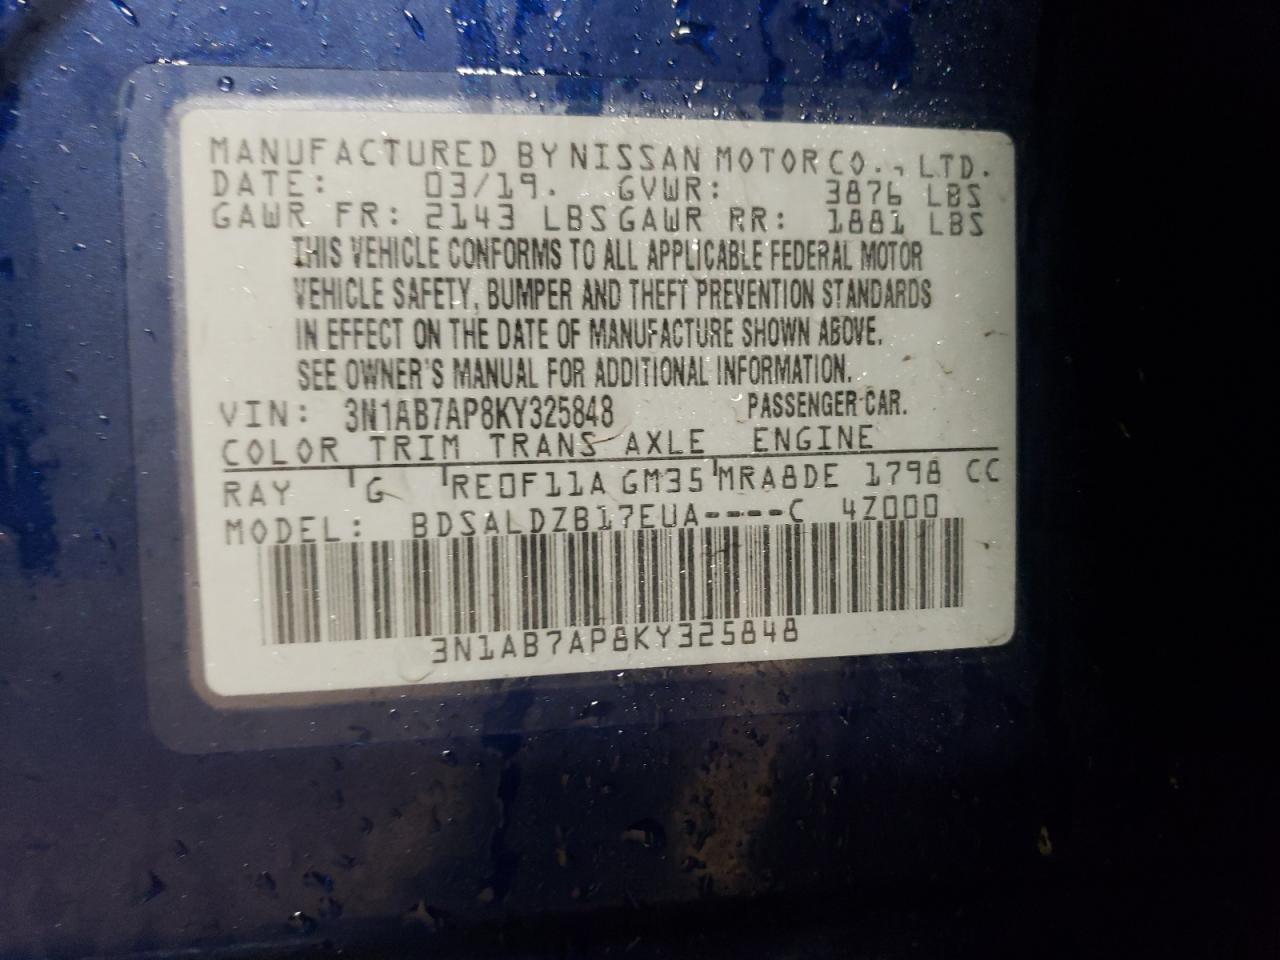 MANUFACTURED BY NISSAN MOTOR CO., LTD.
DATE: 03/19. GVWR: 3876 LBS
GAWR FR: 2143 LBS GAWR RR: 1881 LBS
THIS VEHICLE CONFORMS TO ALL APPLICABLE FEDERAL MOTOR
VEHICLE SAFETY, BUMPER AND THEFT PREVENTION STANDARDS
IN EFFECT ON THE DATE OF MANUFACTURE SHOWN ABOVE.
SEE OWNER'S MANUAL FOR ADDITIONAL INFORMATION.
VIN: 3N1AB7AP8KY325848 PASSENGER CAR.
COLOR TRIM TRANS AXLE ENGINE
RAY G RE0F11A GM35 MRA8DE 1798 CC
MODEL: BDSALDZB17EUA----C 4Z000
3N1AB7AP8KY325848